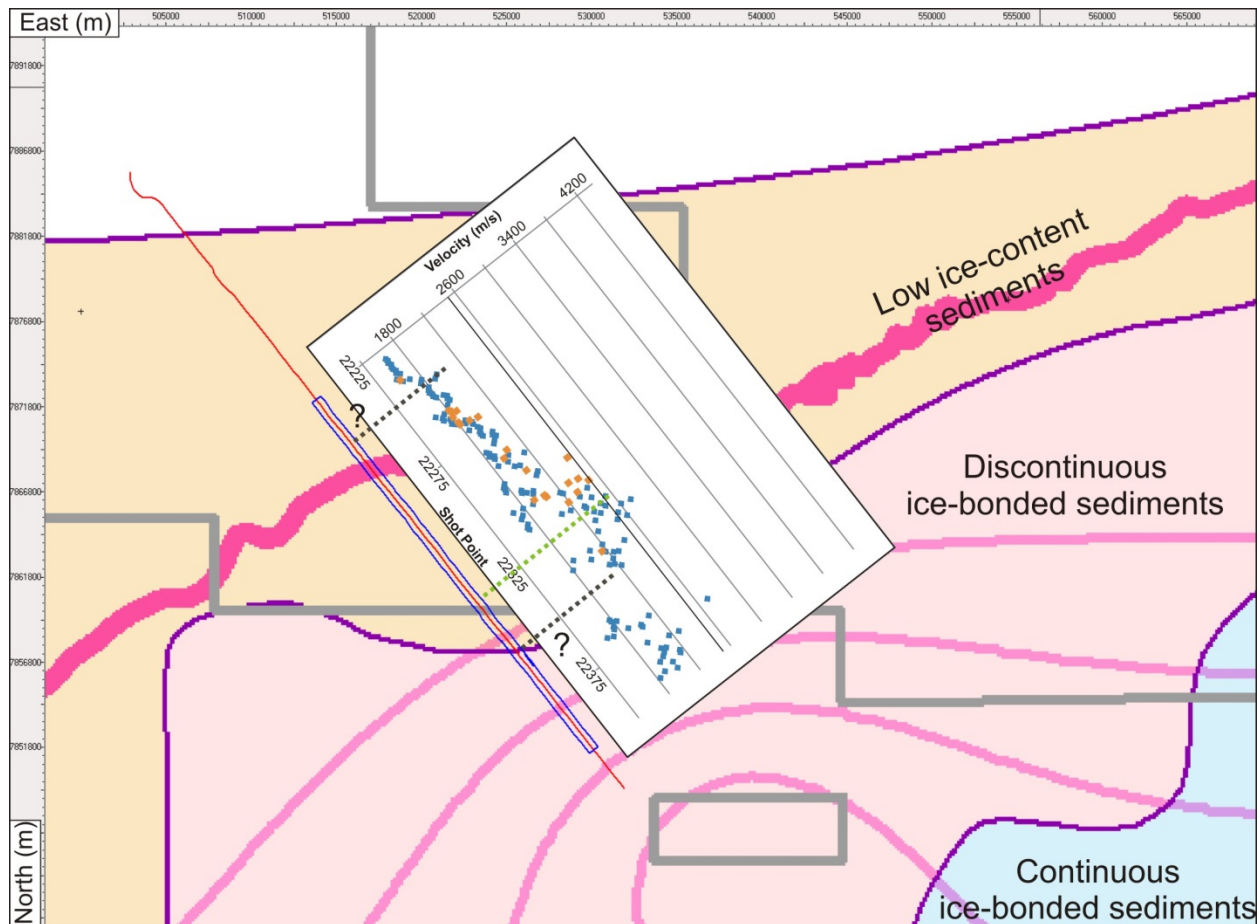 East (m)
505000 510000 515000 520000 525000 530000 535000 540000 545000 550000 555000 560000 565000
7891800
7886800
7881800
7876800
7871800
7866800
7861800
7856800
7851800
North (m)
Velocity (m/s)
1800 2600 3400 4200
Shot Point
22225 22275 22325 22375
?
?
Low ice-content
sediments
Discontinuous
ice-bonded sediments
Continuous
ice-bonded sediments